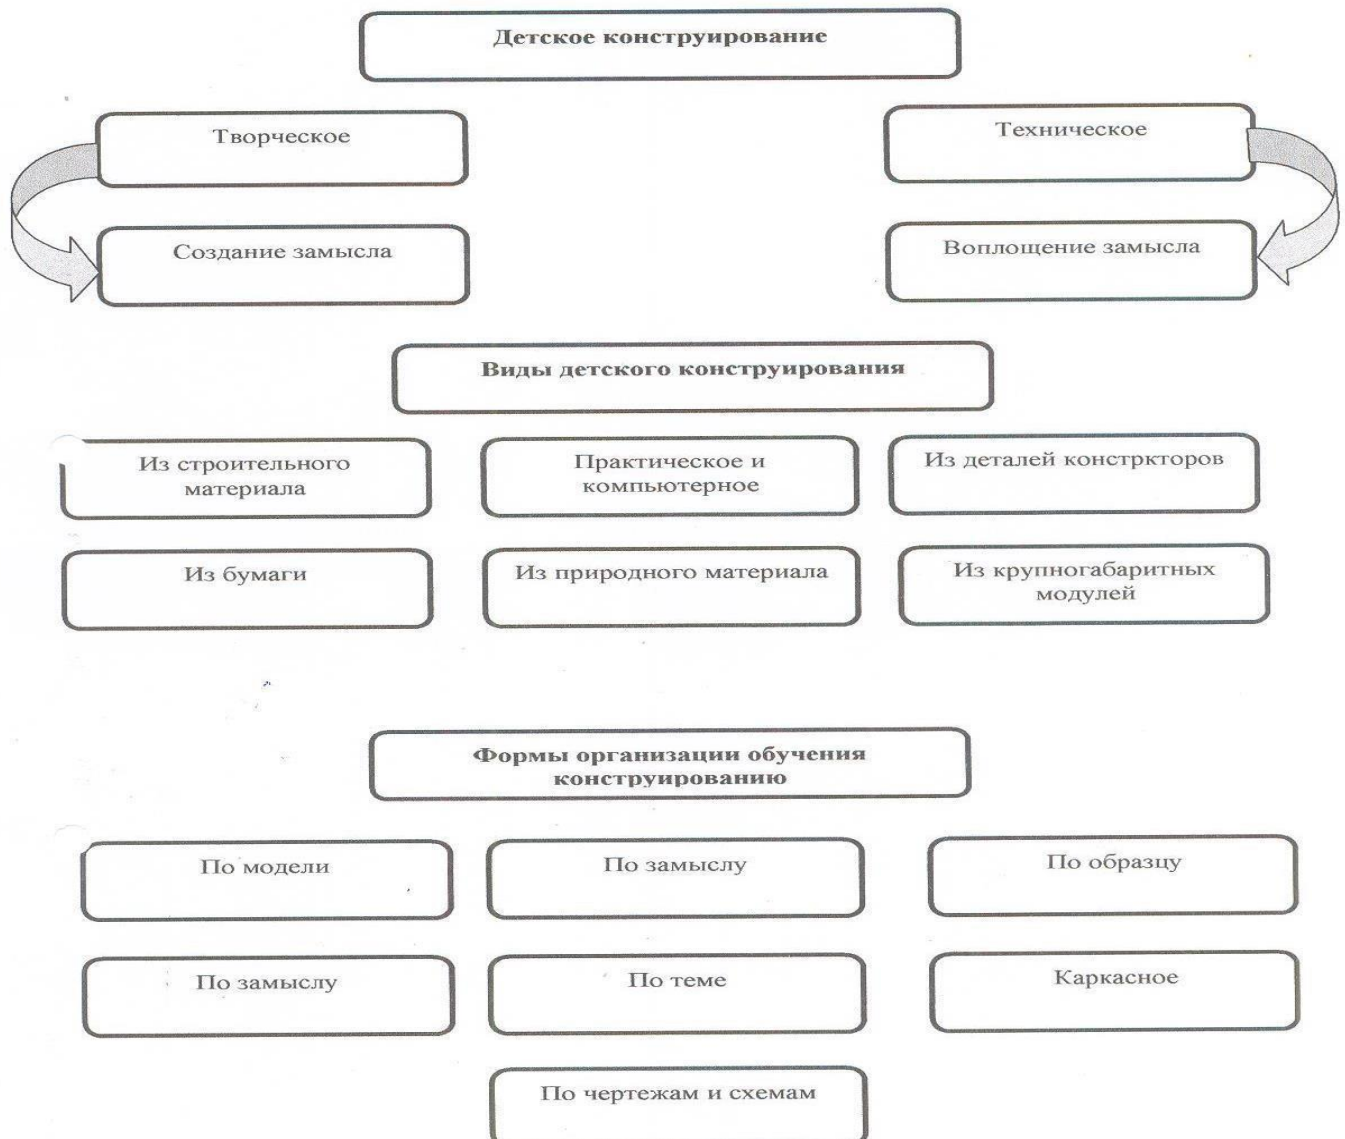 Детское конструирование
Творческое
Техническое
Создание замысла
Воплощение замысла
Виды детского конструирования
Из строительного
материала
Практическое и
компьютерное
Из деталей констркторов
Из бумаги
Из природного материала
Из крупногабаритных
модулей
Формы организации обучения
конструированию
По модели
По замыслу
По образцу
По замыслу
По теме
Каркасное
По чертежам и схемам